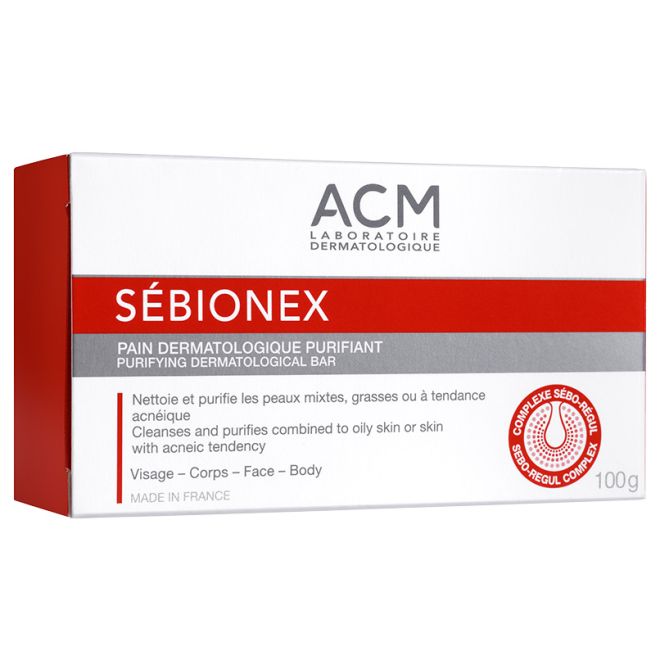 ACM
LABORATOIRE
DERMATOLOGIQUE
SÉBIONEX
PAIN DERMATOLOGIQUE PURIFIANT
PURIFYING DERMATOLOGICAL BAR
Nettoie et purifie les peaux mixtes, grasses ou à tendance
acnéique
Cleanses and purifies combined to oily skin or skin
with acneic tendency
Visage – Corps – Face – Body
MADE IN FRANCE
COMPLEXE SÉBO-RÉGUL
SEBO-REGUL COMPLEX
100g